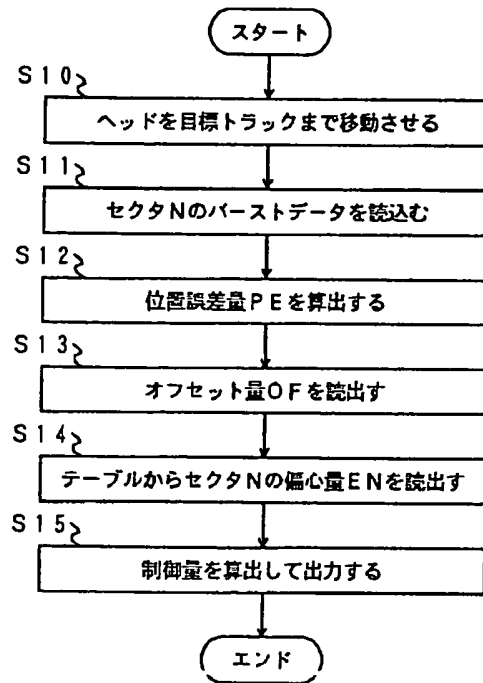 スタート
S10
ヘッドを目標トラックまで移動させる
S11
セクタNのバーストデータを読込む
S12
位置誤差量PEを算出する
S13
オフセット量OFを読出す
S14
テーブルからセクタNの偏心量ENを読出す
S15
制御量を算出して出力する
エンド